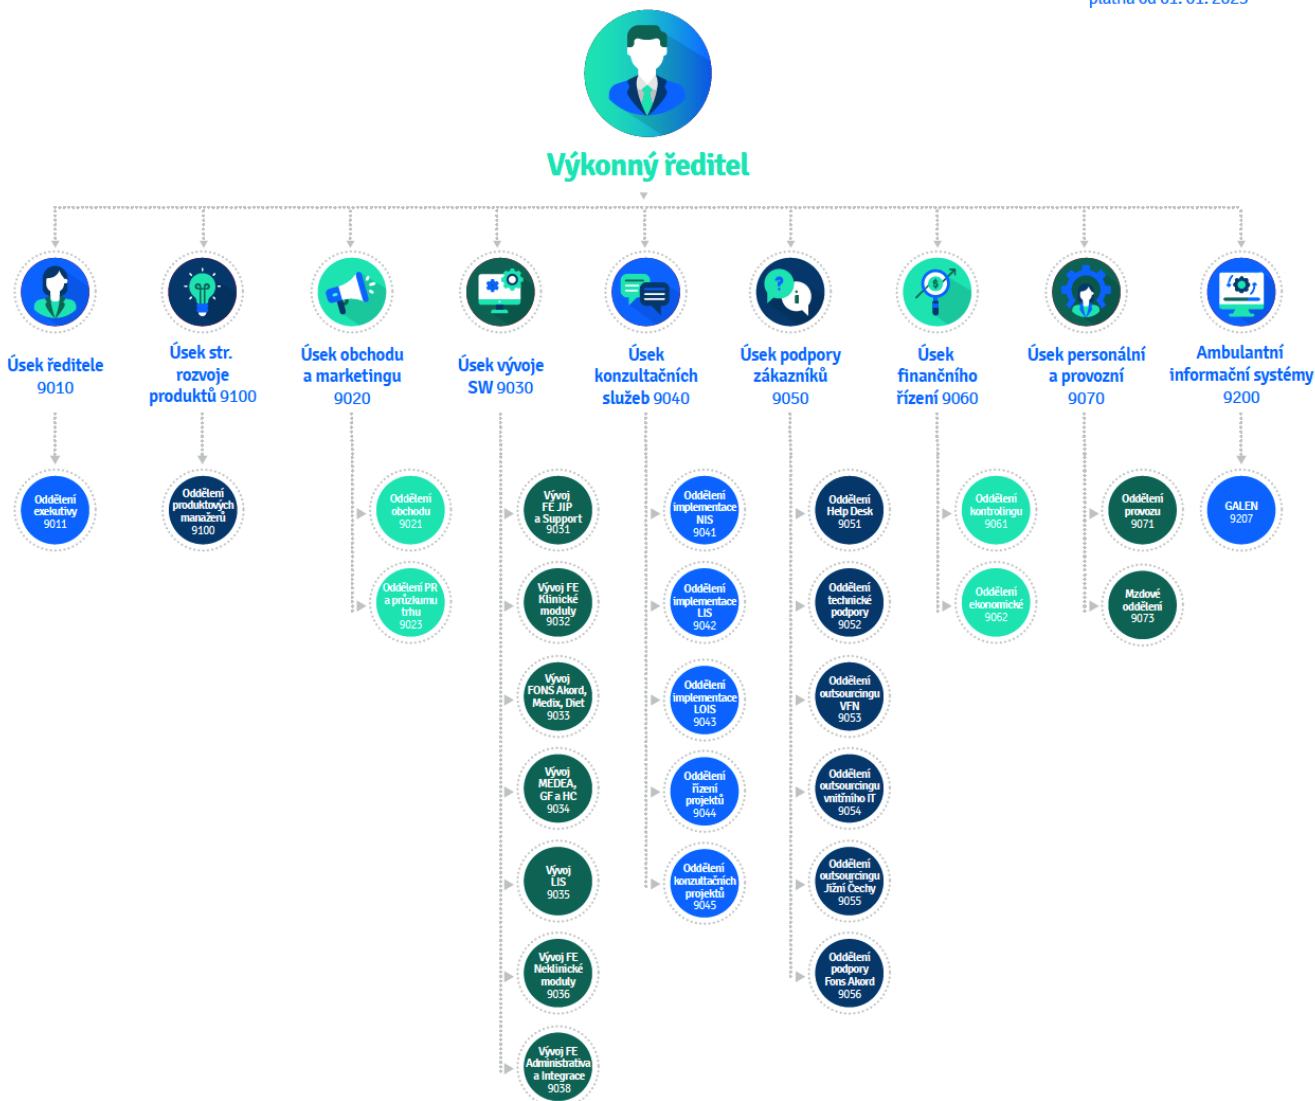 platná od 01. 01. 2023
Výkonný ředitel
Úsek ředitele
9010
Úsek str.
rozvoje
produktů 9100
Úsek obchodu
a marketingu
9020
Úsek vývoje
SW 9030
Úsek
konzultačních
služeb 9040
Úsek podpory
zákazníků
9050
Úsek
finančního
řízení 9060
Úsek personální
a provozní
9070
Ambulantní
informační systémy
9200
Oddělení
exekutivy
9011
Oddělení
produktových
manažerů
9100
Oddělení
obchodu
9021
Oddělení PR
a průzkumu
trhu
9023
Vývoj
FE JIP
a Support
9031
Vývoj FE
Klinické
moduly
9032
Vývoj
FONS Akord,
Medix, Diet
9033
Vývoj
MEDEA,
GF a HC
9034
Vývoj
LIS
9035
Vývoj FE
Neklinické
moduly
9036
Vývoj FE
Administrativa
a Integrace
9038
Oddělení
implementace
NIS
9041
Oddělení
implementace
LIS
9042
Oddělení
implementace
LOIS
9043
Oddělení
řízení
projektů
9044
Oddělení
konzultačních
projektů
9045
Oddělení
Help Desk
9051
Oddělení
technické
podpory
9052
Oddělení
outsourcingu
VFN
9053
Oddělení
outsourcingu
vnitřního IT
9054
Oddělení
outsourcingu
Jižní Čechy
9055
Oddělení
podpory
Fons Akord
9056
Oddělení
kontrolingu
9061
Oddělení
ekonomické
9062
Oddělení
provozu
9071
Mzdové
oddělení
9073
GALEN
9207